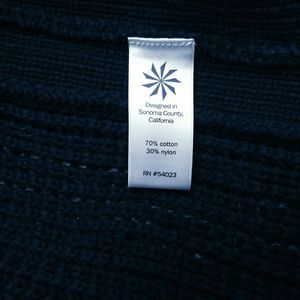 Designed in
Sonoma County,
California
70% cotton
30% nylon
RN #54023